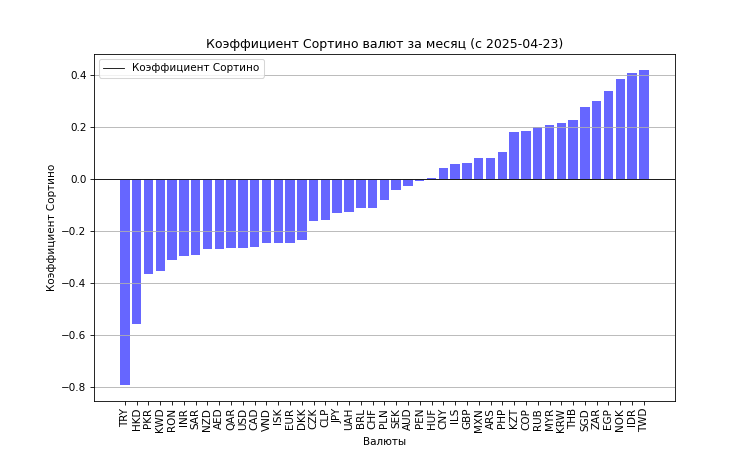 Коэффициент Сортино валют за месяц (с 2025-04-23)
Коэффициент Сортино
Коэффициент Сортино
0.4
0.2
0.0
−0.2
−0.4
−0.6
−0.8
TRY HKD PKR KWD RON INR SAR NZD AED QAR USD CAD VND ISK EUR DKK CZK CLP JPY UAH BRL CHF PLN SEK AUD PEN HUF CNY ILS GBP MXN ARS PHP KZT COP RUB MYR KRW THB SGD ZAR EGP NOK IDR TWD
Валюты